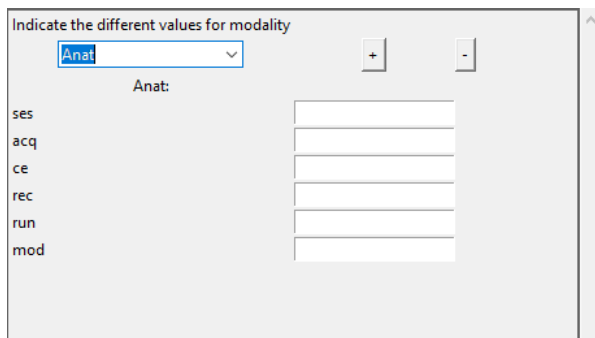 Indicate the different values for modality
Anat
+
-
Anat:
ses
acq
ce
rec
run
mod